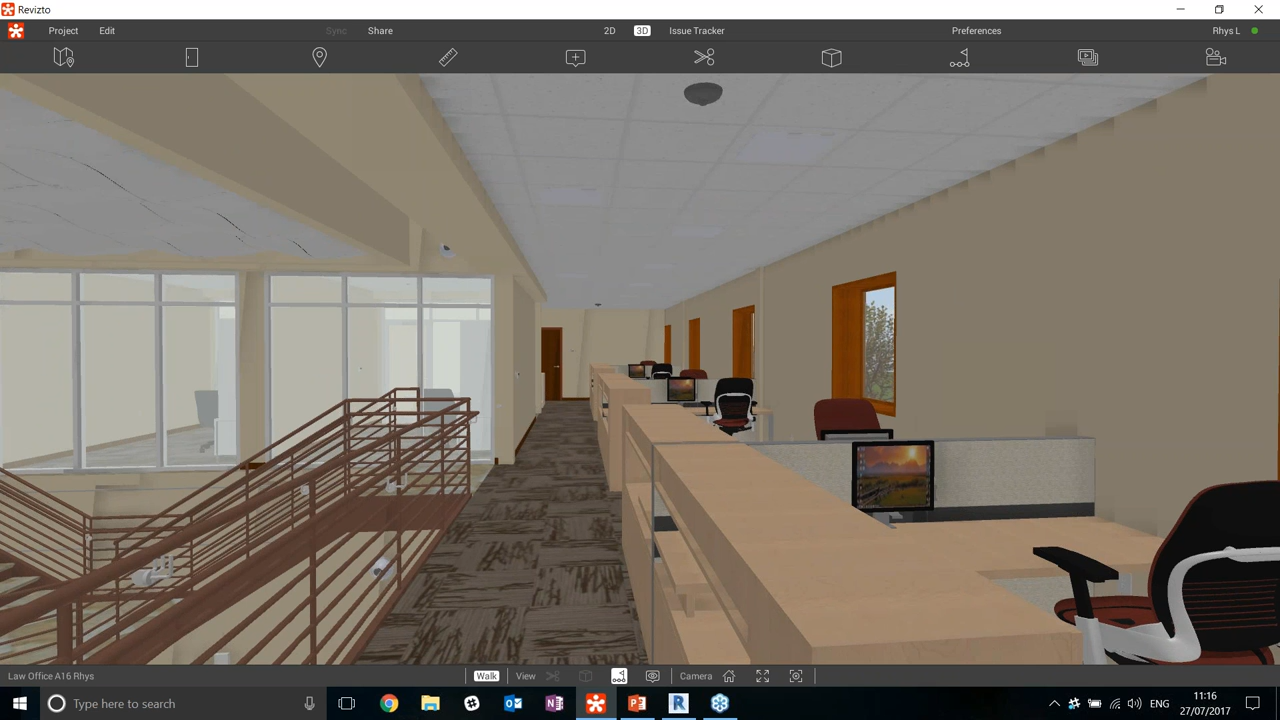 Revizto
Project Edit Sync Share 2D 3D Issue Tracker Preferences Rhys L
Law Office A16 Rhys Walk View Camera
Type here to search ENG 11:16
27/07/2017